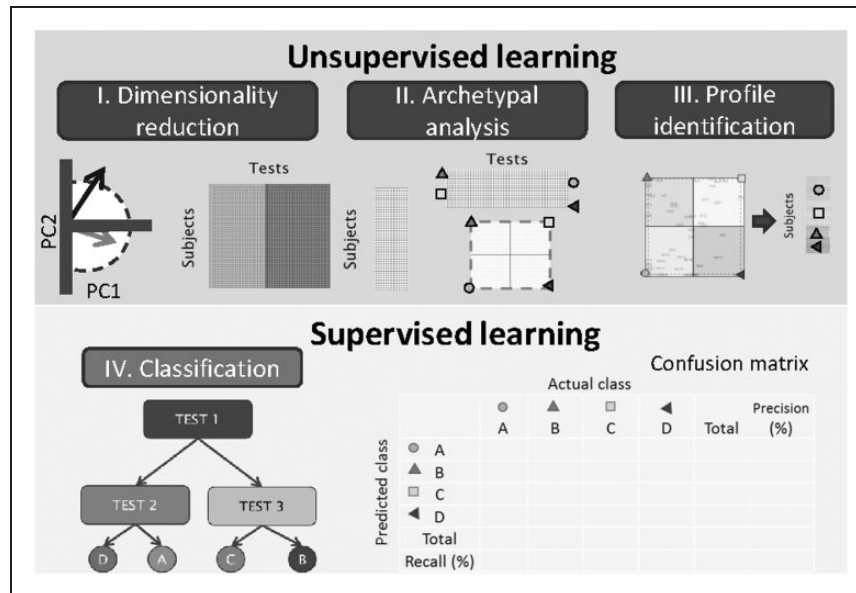 Unsupervised learning
I. Dimensionality
reduction
II. Archetypal
analysis
III. Profile
identification
PC2
PC1
Tests
Subjects
Subjects
Tests
Subjects
Supervised learning
IV. Classification
TEST 1
TEST 2
TEST 3
D
A
C
B
Confusion matrix
Actual class
Predicted class
A B C D Total Precision
(%)
A
B
C
D
Total
Recall (%)